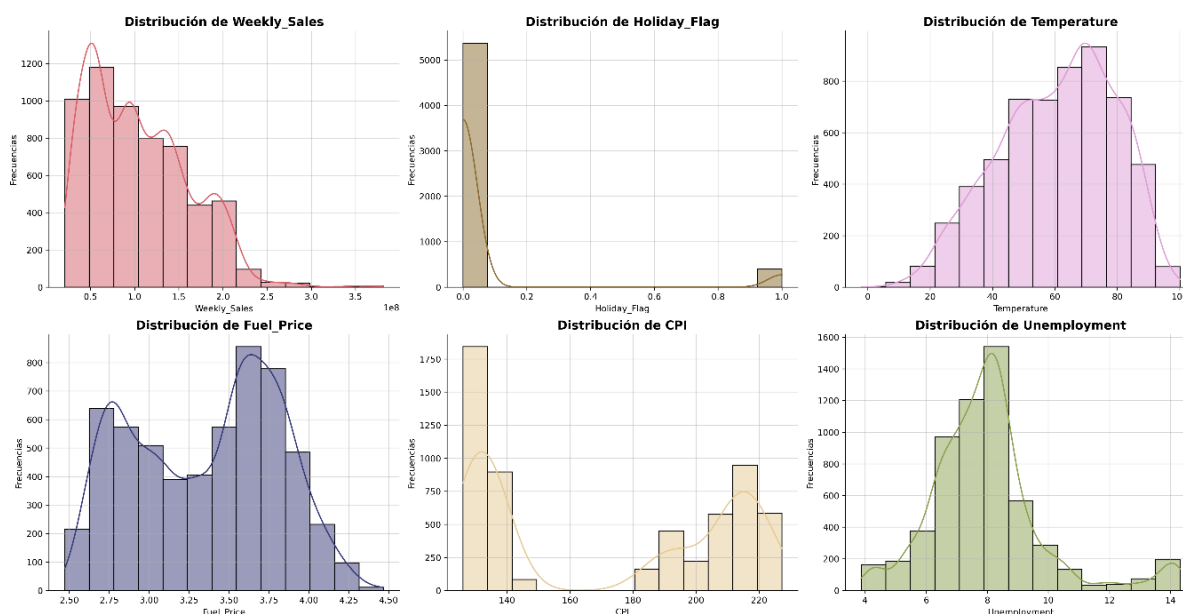 Distribución de Weekly_Sales
Frecuencias
1200
1000
800
600
400
200
0
0.5 1.0 1.5 2.0 2.5 3.0 3.5
1e8
Weekly_Sales
Distribución de Holiday_Flag
Frecuencias
5000
4000
3000
2000
1000
0
0.0 0.2 0.4 0.6 0.8 1.0
Holiday_Flag
Distribución de Temperature
Frecuencias
800
600
400
200
0
0 20 40 60 80 100
Temperature
Distribución de Fuel_Price
Frecuencias
800
700
600
500
400
300
200
100
0
2.50 2.75 3.00 3.25 3.50 3.75 4.00 4.25 4.50
Fuel_Price
Distribución de CPI
Frecuencias
1750
1500
1250
1000
750
500
250
0
140 160 180 200 220
CPI
Distribución de Unemployment
Frecuencias
1600
1400
1200
1000
800
600
400
200
0
4 6 8 10 12 14
Unemployment